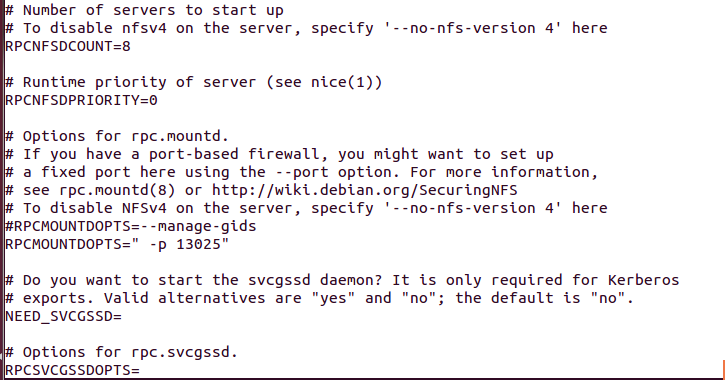 # Number of servers to start up
# To disable nfsv4 on the server, specify '--no-nfs-version 4' here
RPCNFSDCOUNT=8
# Runtime priority of server (see nice(1))
RPCNFSDPRIORITY=0
# Options for rpc.mountd.
# If you have a port-based firewall, you might want to set up
# a fixed port here using the --port option. For more information,
# see rpc.mountd(8) or http://wiki.debian.org/SecuringNFS
# To disable NFSv4 on the server, specify '--no-nfs-version 4' here
#RPCMOUNTDOPTS=--manage-gids
RPCMOUNTDOPTS=" -p 13025"
# Do you want to start the svcgssd daemon? It is only required for Kerberos
# exports. Valid alternatives are "yes" and "no"; the default is "no".
NEED_SVCGSSD=
# Options for rpc.svcgssd.
RPCSVCGSSDOPTS=